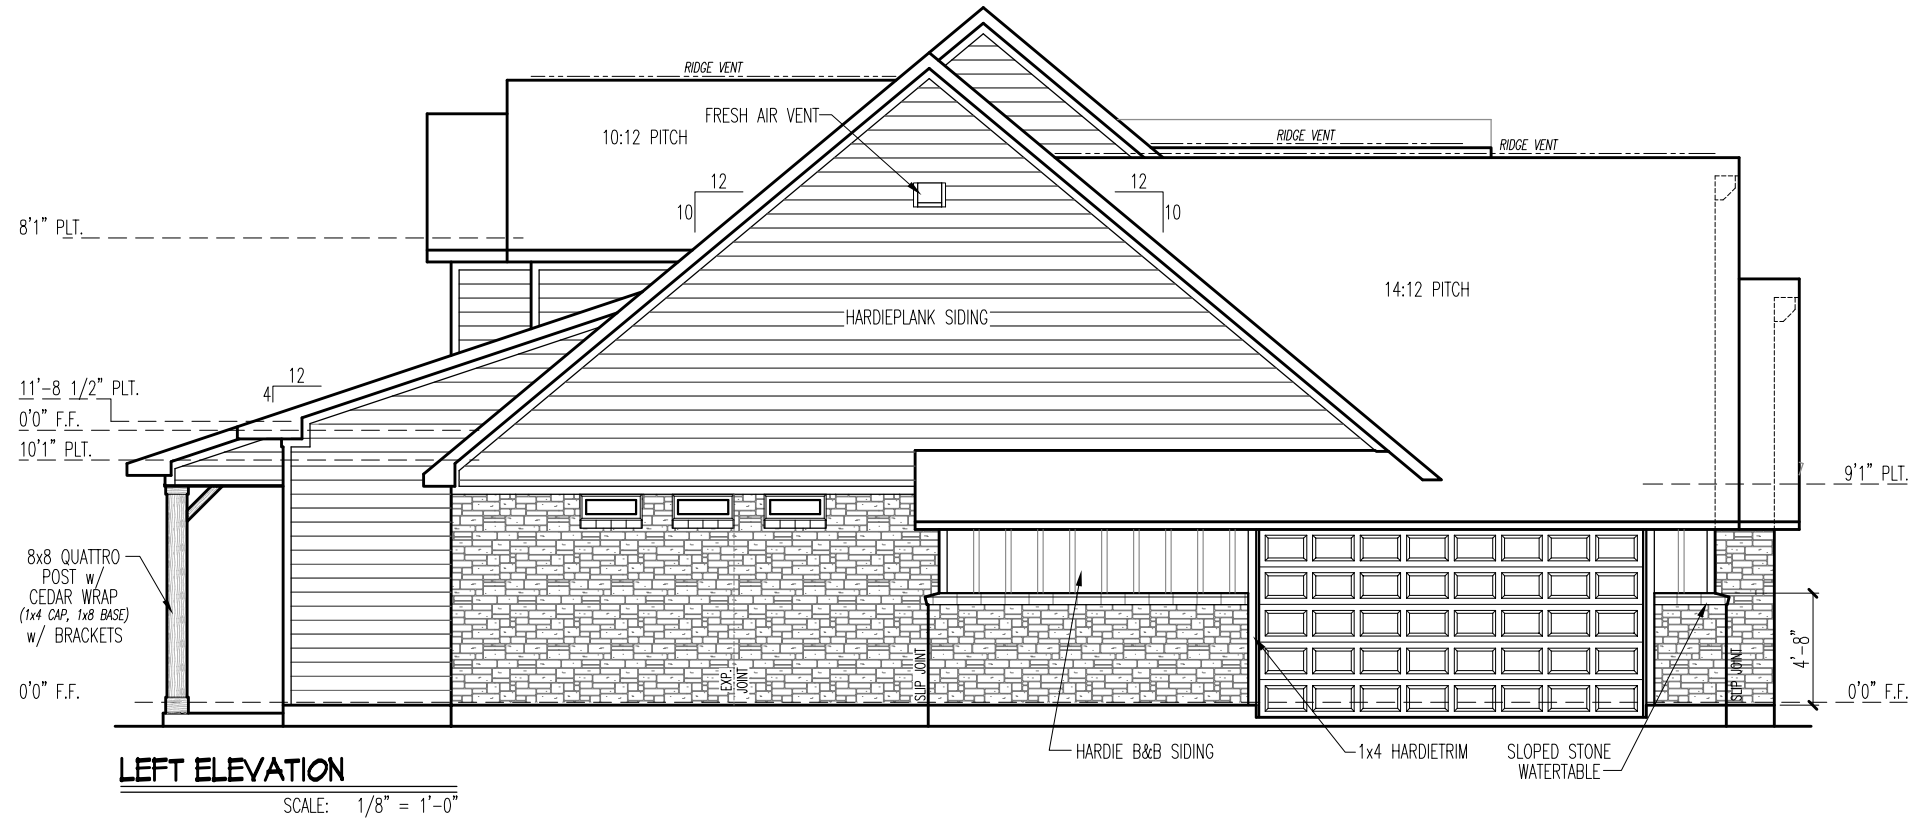 RIDGE VENT
FRESH AIR VENT
10:12 PITCH
RIDGE VENT
RIDGE VENT
12
10
12
10
8'1" PLT.
14:12 PITCH
HARDIEPLANK SIDING
12
4
11'-8 1/2" PLT.
0'0" F.F.
10'1" PLT.
9'1" PLT.
8x8 QUATTRO
POST w/
CEDAR WRAP
(1x4 CAP, 1x8 BASE)
w/ BRACKETS
EXP.
JOINT
SLIP JOINT
SLIP JOINT
4'-8"
0'0" F.F.
0'0" F.F.
HARDIE B&B SIDING
1x4 HARDIETRIM
SLOPED STONE
WATERTABLE
LEFT ELEVATION
SCALE: 1/8" = 1'-0"